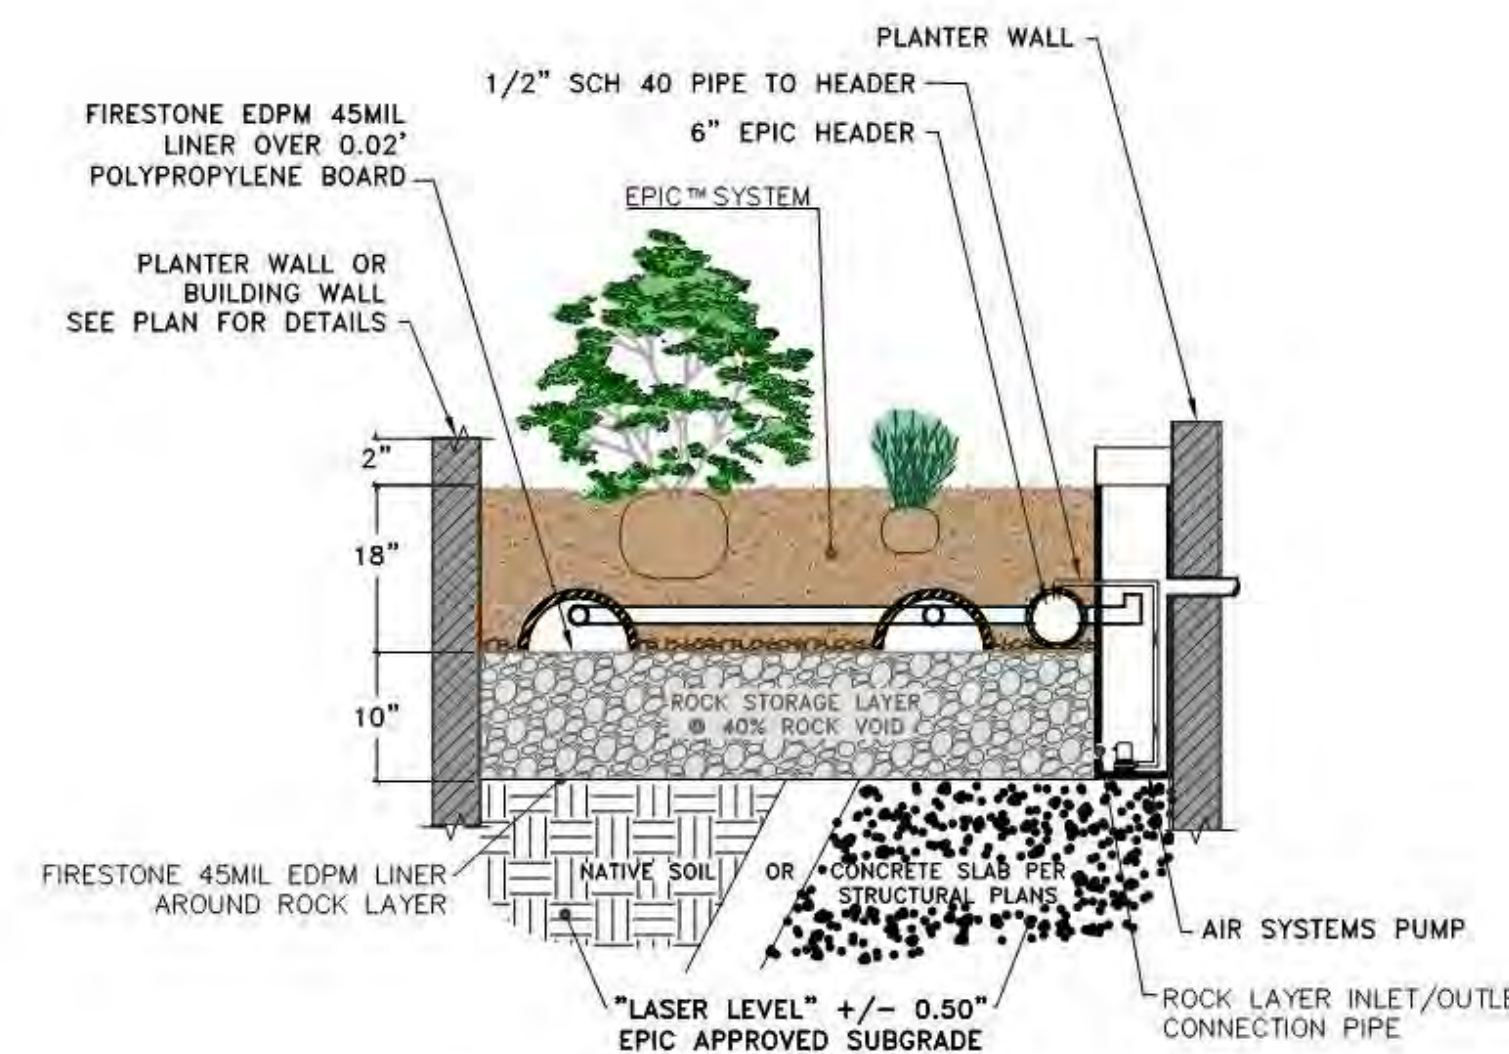 PLANTER WALL
1/2" SCH 40 PIPE TO HEADER
6" EPIC HEADER
FIRESTONE EDPM 45MIL
LINER OVER 0.02'
POLYPROPYLENE BOARD
EPIC™ SYSTEM
PLANTER WALL OR
BUILDING WALL
SEE PLAN FOR DETAILS
2"
18"
10"
ROCK STORAGE LAYER
@ 40% ROCK VOID
FIRESTONE 45MIL EDPM LINER
AROUND ROCK LAYER
NATIVE SOIL
OR
CONCRETE SLAB PER
STRUCTURAL PLANS
AIR SYSTEMS PUMP
"LASER LEVEL" +/- 0.50"
EPIC APPROVED SUBGRADE
ROCK LAYER INLET/OUTLE
CONNECTION PIPE